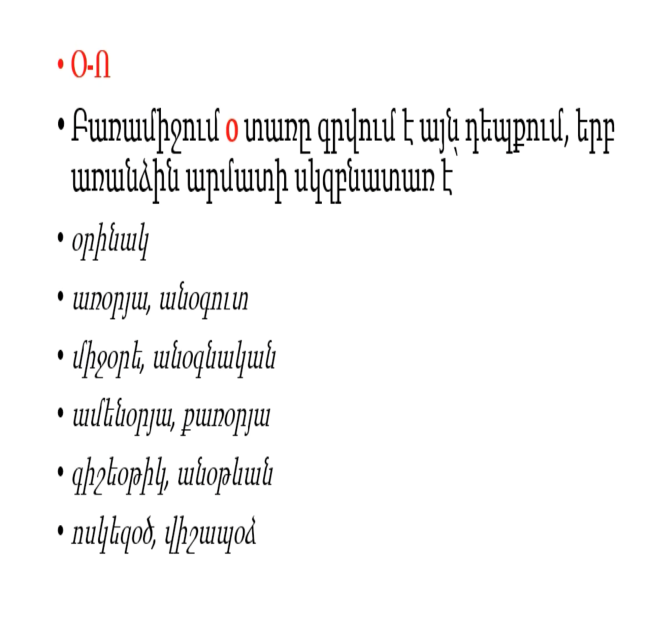 • Օ-Ո
• Բառամիջում օ տառը գրվում է այն դեպքում, երբ
առանձին արմատի սկզբնատառ է՝
• օրինակ
• առօրյա, անօգուտ
• միջօրե, անօգնական
• ամենօրյա, քառօրյա
• գիշեօթիկ, անօթևան
• ոսկեզօծ, վիշապօձ